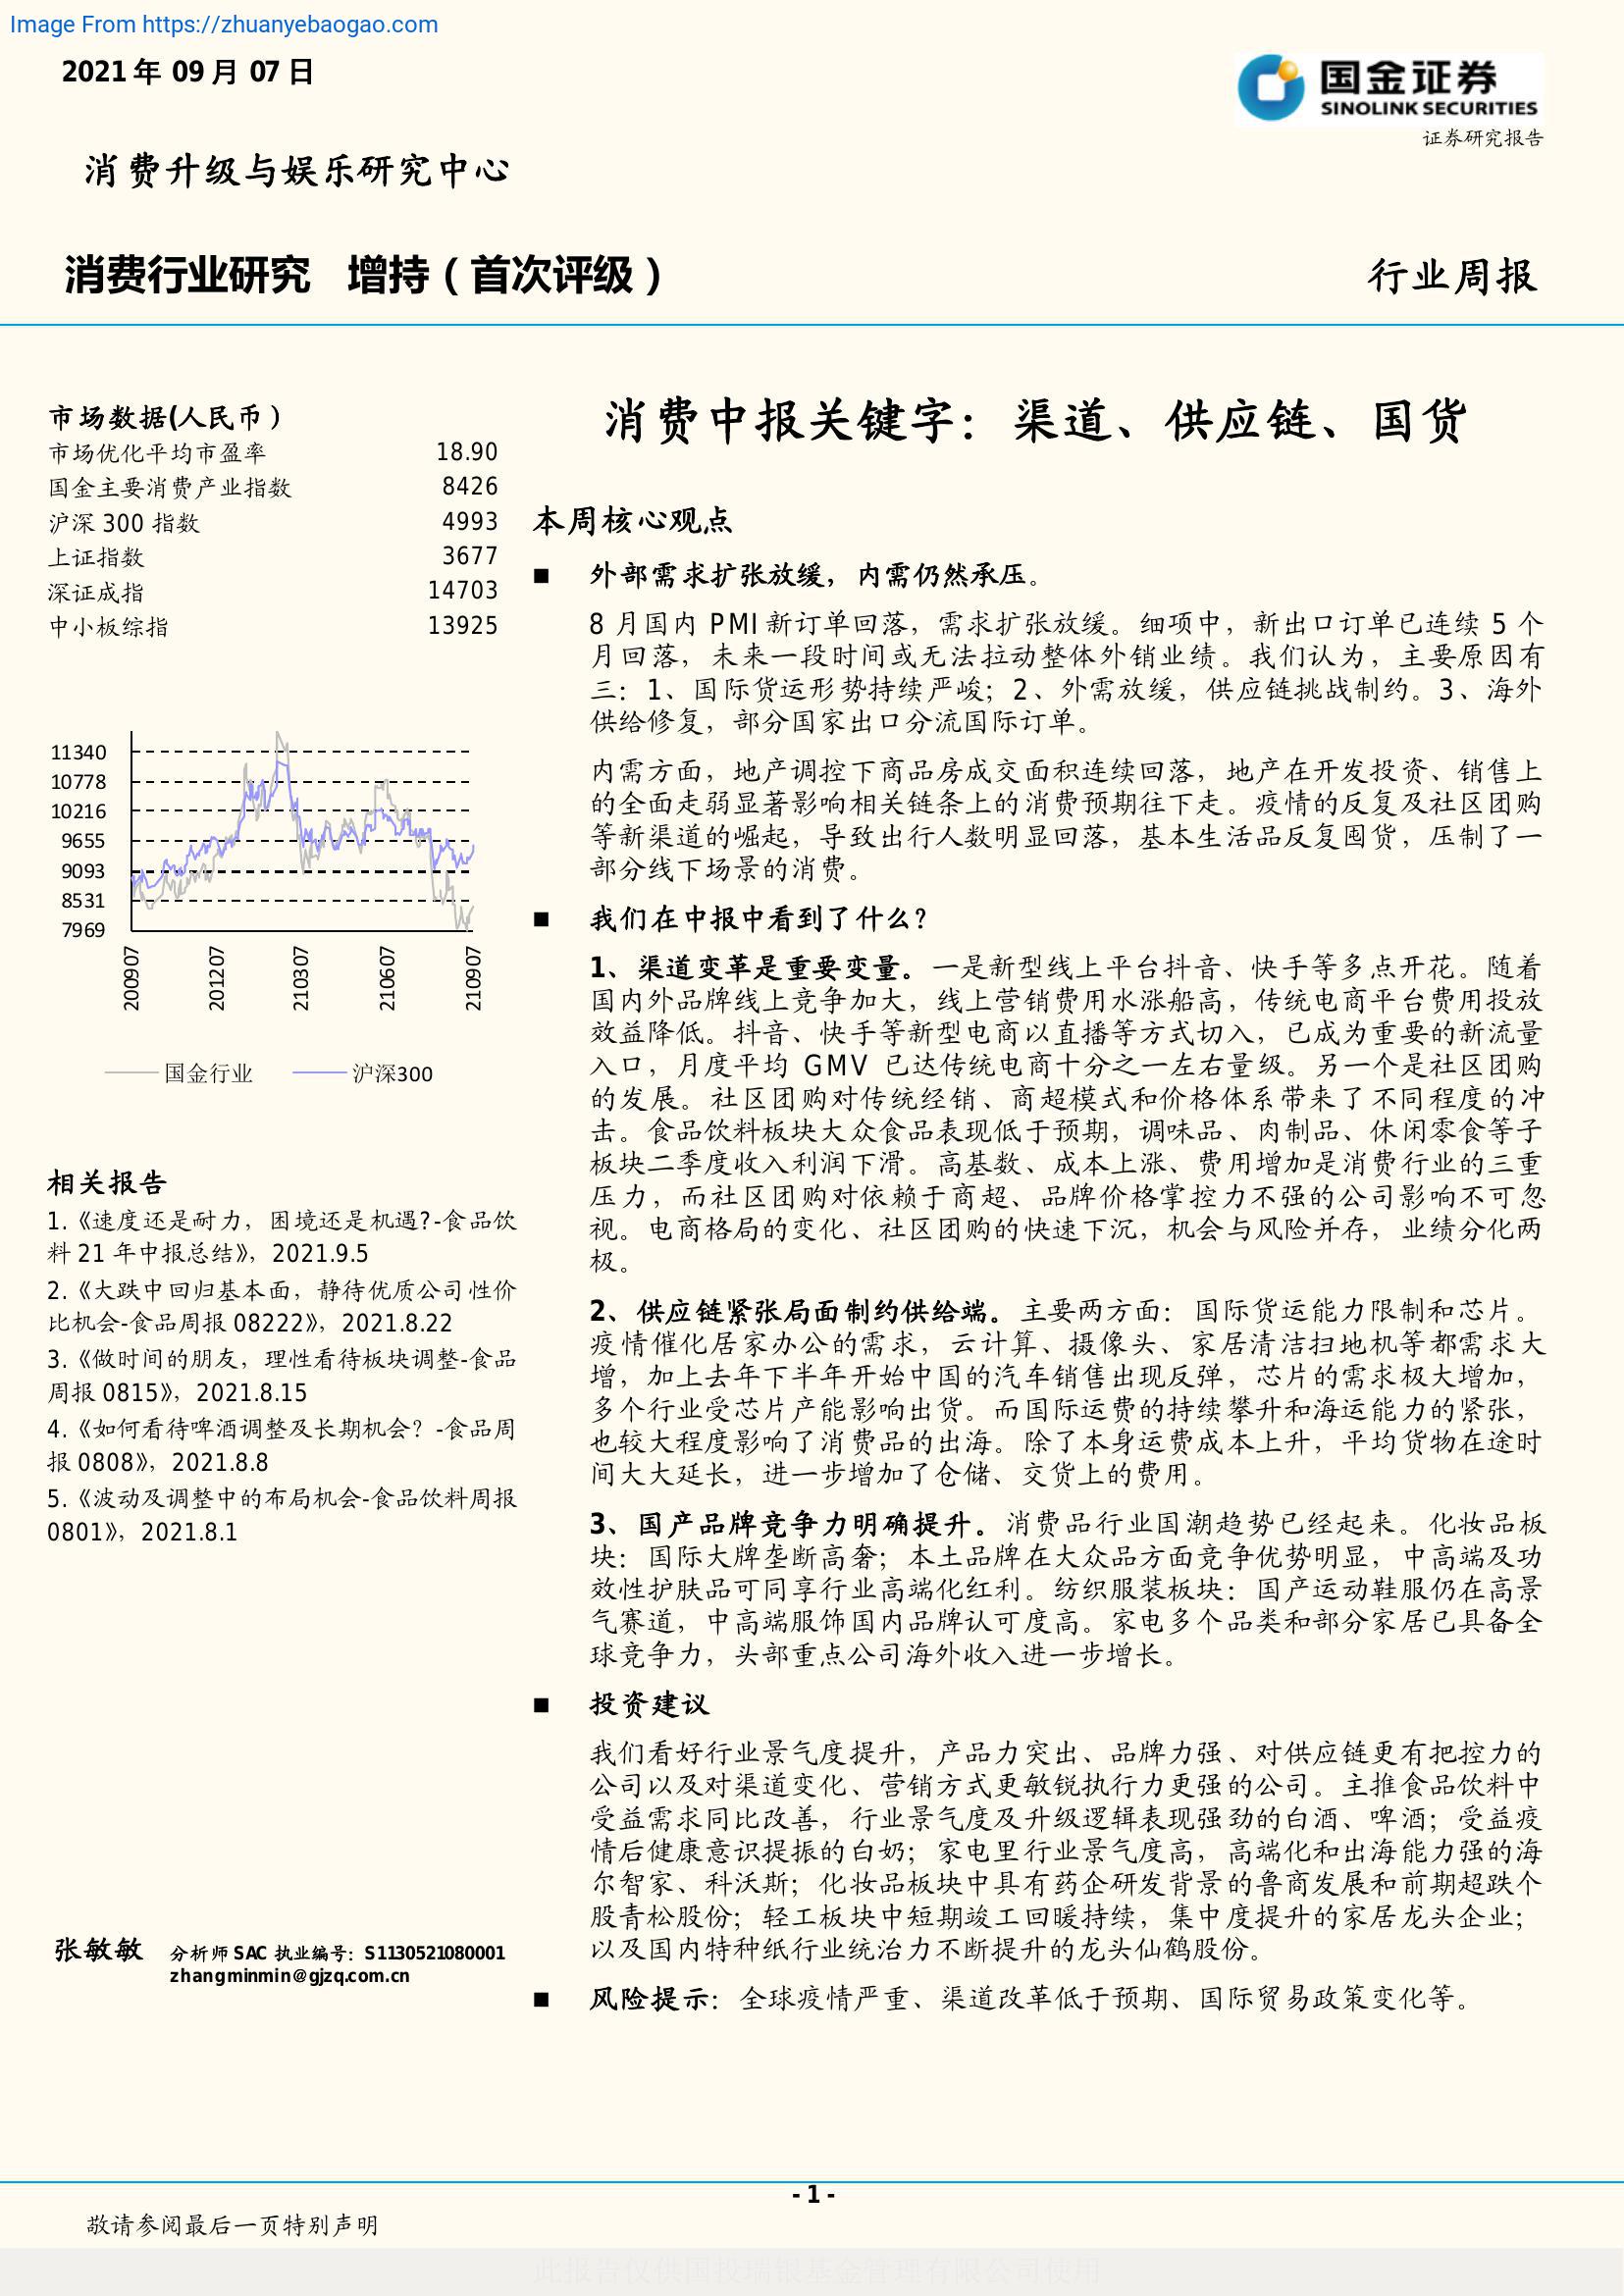 Image From https://zhuanyebaogao.com
2021 年 09 月 07 日
国金证券
SINOLINK SECURITIES
证券研究报告
消费升级与娱乐研究中心
消费行业研究 增持（首次评级）
行业周报
市场数据(人民币）
市场优化平均市盈率 18.90
国金主要消费产业指数 8426
沪深 300 指数 4993
上证指数 3677
深证成指 14703
中小板综指 13925
11340
10778
10216
9655
9093
8531
7969
200907
201207
210307
210607
210907
国金行业 沪深300
相关报告
1.《速度还是耐力，困境还是机遇?-食品饮
料 21 年中报总结》，2021.9.5
2.《大跌中回归基本面，静待优质公司性价
比机会-食品周报 08222》，2021.8.22
3.《做时间的朋友，理性看待板块调整-食品
周报 0815》，2021.8.15
4.《如何看待啤酒调整及长期机会？-食品周
报 0808》，2021.8.8
5.《波动及调整中的布局机会-食品饮料周报
0801》，2021.8.1
张敏敏 分析师 SAC 执业编号：S1130521080001
zhangminmin@gjzq.com.cn
消费中报关键字：渠道、供应链、国货
本周核心观点
■ 外部需求扩张放缓，内需仍然承压。
8 月国内 PMI 新订单回落，需求扩张放缓。细项中，新出口订单已连续 5 个
月回落，未来一段时间或无法拉动整体外销业绩。我们认为，主要原因有
三：1、国际货运形势持续严峻；2、外需放缓，供应链挑战制约。3、海外
供给修复，部分国家出口分流国际订单。
内需方面，地产调控下商品房成交面积连续回落，地产在开发投资、销售上
的全面走弱显著影响相关链条上的消费预期往下走。疫情的反复及社区团购
等新渠道的崛起，导致出行人数明显回落，基本生活品反复囤货，压制了一
部分线下场景的消费。
■ 我们在中报中看到了什么？
1、渠道变革是重要变量。一是新型线上平台抖音、快手等多点开花。随着
国内外品牌线上竞争加大，线上营销费用水涨船高，传统电商平台费用投放
效益降低。抖音、快手等新型电商以直播等方式切入，已成为重要的新流量
入口，月度平均 GMV 已达传统电商十分之一左右量级。另一个是社区团购
的发展。社区团购对传统经销、商超模式和价格体系带来了不同程度的冲
击。食品饮料板块大众食品表现低于预期，调味品、肉制品、休闲零食等子
板块二季度收入利润下滑。高基数、成本上涨、费用增加是消费行业的三重
压力，而社区团购对依赖于商超、品牌价格掌控力不强的公司影响不可忽
视。电商格局的变化、社区团购的快速下沉，机会与风险并存，业绩分化两
极。
2、供应链紧张局面制约供给端。主要两方面：国际货运能力限制和芯片。
疫情催化居家办公的需求，云计算、摄像头、家居清洁扫地机等都需求大
增，加上去年下半年开始中国的汽车销售出现反弹，芯片的需求极大增加，
多个行业受芯片产能影响出货。而国际运费的持续攀升和海运能力的紧张，
也较大程度影响了消费品的出海。除了本身运费成本上升，平均货物在途时
间大大延长，进一步增加了仓储、交货上的费用。
3、国产品牌竞争力明确提升。消费品行业国潮趋势已经起来。化妆品板
块：国际大牌垄断高奢；本土品牌在大众品方面竞争优势明显，中高端及功
效性护肤品可同享行业高端化红利。纺织服装板块：国产运动鞋服仍在高景
气赛道，中高端服饰国内品牌认可度高。家电多个品类和部分家居已具备全
球竞争力，头部重点公司海外收入进一步增长。
■ 投资建议
我们看好行业景气度提升，产品力突出、品牌力强、对供应链更有把控力的
公司以及对渠道变化、营销方式更敏锐执行力更强的公司。主推食品饮料中
受益需求同比改善，行业景气度及升级逻辑表现强劲的白酒、啤酒；受益疫
情后健康意识提振的白奶；家电里行业景气度高，高端化和出海能力强的海
尔智家、科沃斯；化妆品板块中具有药企研发背景的鲁商发展和前期超跌个
股青松股份；轻工板块中短期竣工回暖持续，集中度提升的家居龙头企业；
以及国内特种纸行业统治力不断提升的龙头仙鹤股份。
■ 风险提示：全球疫情严重、渠道改革低于预期、国际贸易政策变化等。
- 1 -
敬请参阅最后一页特别声明
此报告仅供国投瑞银基金管理有限公司使用